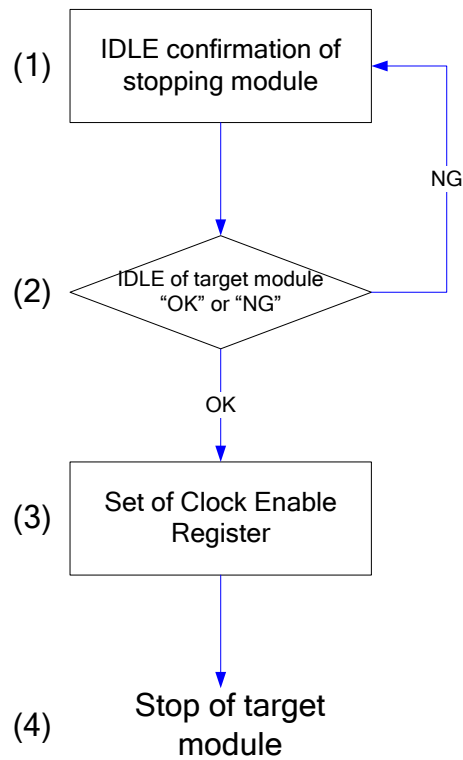 (1)
IDLE confirmation of
stopping module
NG
(2)
IDLE of target module
“OK” or “NG”
OK
(3)
Set of Clock Enable
Register
(4)
Stop of target
module